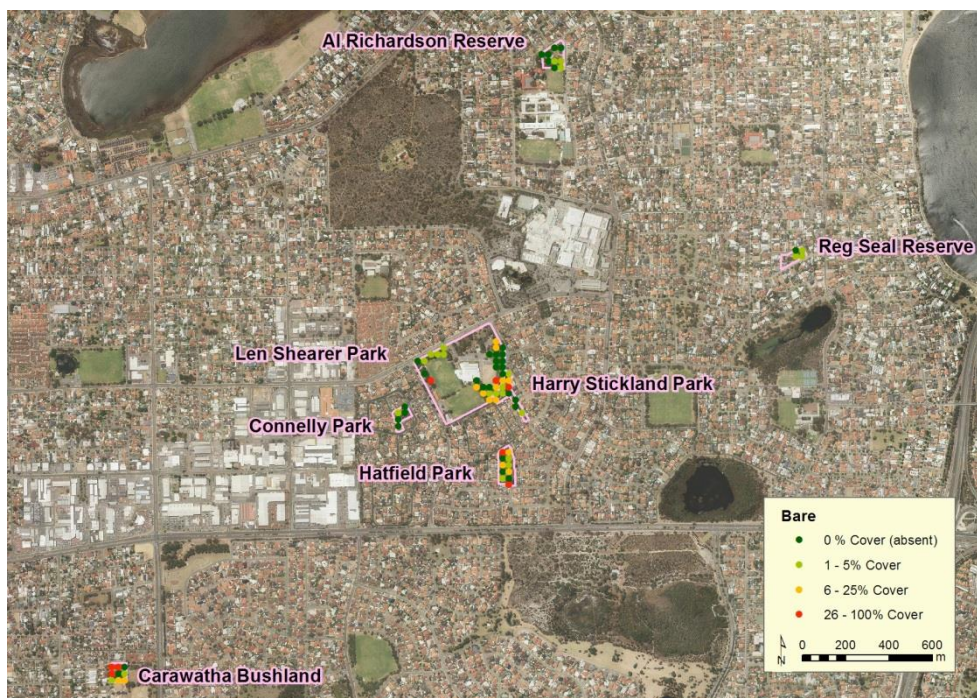 Al Richardson Reserve
Reg Seal Reserve
Len Shearer Park
Harry Stickland Park
Connelly Park
Hatfield Park
Carawatha Bushland
Bare
0 % Cover (absent)
1 - 5% Cover
6 - 25% Cover
26 - 100% Cover
N
0 200 400 600
m